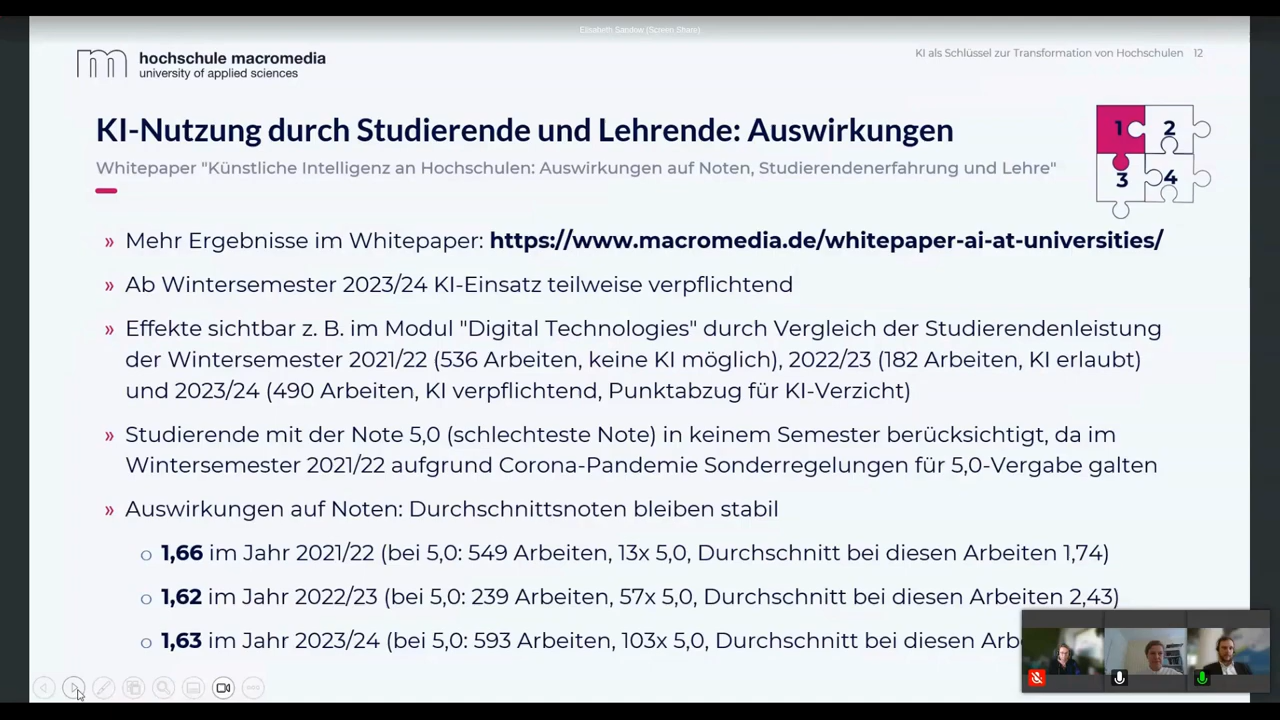 Elisabeth Sandow (Screen Share)
hochschule macromedia
university of applied sciences
KI als Schlüssel zur Transformation von Hochschulen 12
KI-Nutzung durch Studierende und Lehrende: Auswirkungen
Whitepaper "Künstliche Intelligenz an Hochschulen: Auswirkungen auf Noten, Studierendenerfahrung und Lehre"
1 2
3 4
» Mehr Ergebnisse im Whitepaper: https://www.macromedia.de/whitepaper-ai-at-universities/
» Ab Wintersemester 2023/24 KI-Einsatz teilweise verpflichtend
» Effekte sichtbar z. B. im Modul "Digital Technologies" durch Vergleich der Studierendenleistung
der Wintersemester 2021/22 (536 Arbeiten, keine KI möglich), 2022/23 (182 Arbeiten, KI erlaubt)
und 2023/24 (490 Arbeiten, KI verpflichtend, Punktabzug für KI-Verzicht)
» Studierende mit der Note 5,0 (schlechteste Note) in keinem Semester berücksichtigt, da im
Wintersemester 2021/22 aufgrund Corona-Pandemie Sonderregelungen für 5,0-Vergabe galten
» Auswirkungen auf Noten: Durchschnittsnoten bleiben stabil
o 1,66 im Jahr 2021/22 (bei 5,0: 549 Arbeiten, 13x 5,0, Durchschnitt bei diesen Arbeiten 1,74)
o 1,62 im Jahr 2022/23 (bei 5,0: 239 Arbeiten, 57x 5,0, Durchschnitt bei diesen Arbeiten 2,43)
o 1,63 im Jahr 2023/24 (bei 5,0: 593 Arbeiten, 103x 5,0, Durchschnitt bei diesen Arb